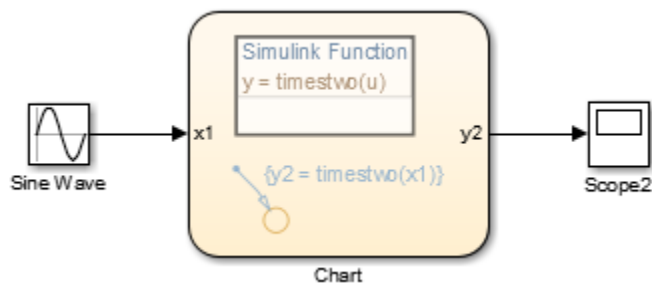 Simulink Function
y = timestwo(u)
x1
y2
{y2 = timestwo(x1)}
Sine Wave
Scope2
Chart